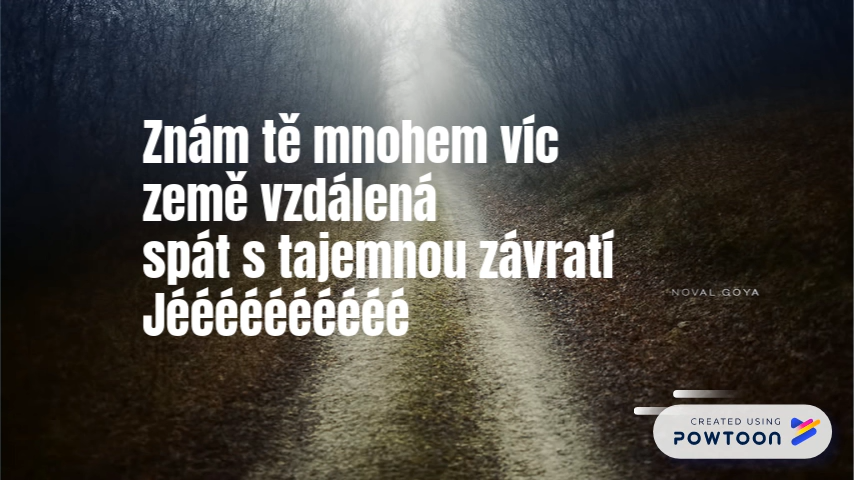 Znám tě mnohem víc
země vzdálená
spát s tajemnou závratí
Jéééééééééé
NOVAL GOYA
CREATED USING
POWTOON